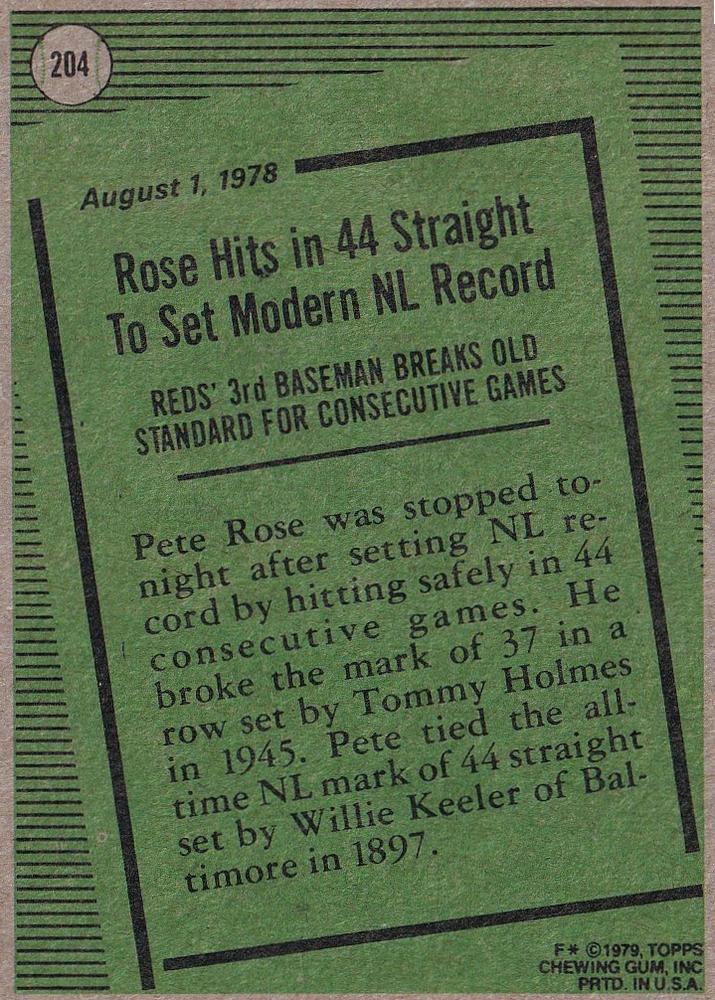 204
August 1, 1978
Rose Hits in 44 Straight
To Set Modern NL Record
REDS' 3rd BASEMAN BREAKS OLD
STANDARD FOR CONSECUTIVE GAMES
Pete Rose was stopped to-
night after setting NL re-
cord by hitting safely in 44
consecutive games. He
broke the mark of 37 in a
row set by Tommy Holmes
in 1945. Pete tied the all-
time NL mark of 44 straight
set by Willie Keeler of Bal-
timore in 1897.
F* ©1979, TOPPS
CHEWING GUM, INC
PRTD. IN U.S.A.